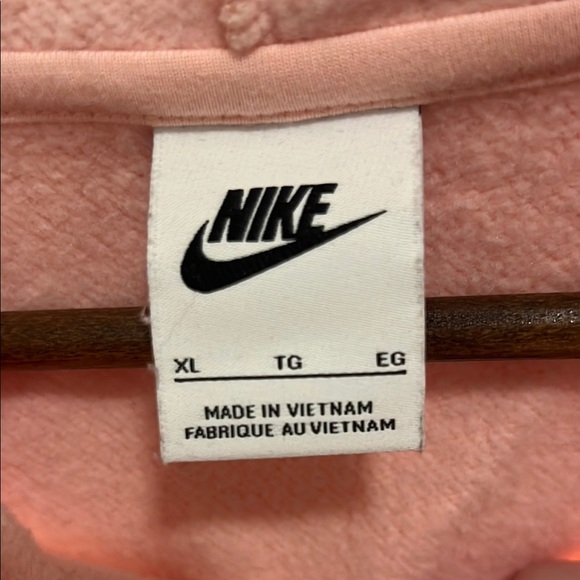 NIKE
XL TG EG
MADE IN VIETNAM
FABRIQUE AU VIETNAM